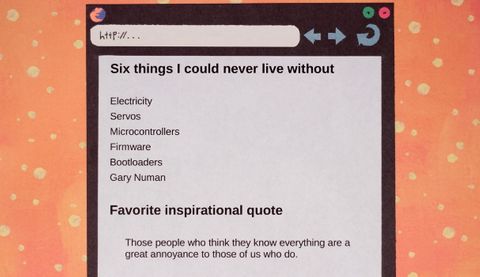 http://...
Six things I could never live without
Electricity
Servos
Microcontrollers
Firmware
Bootloaders
Gary Numan
Favorite inspirational quote
Those people who think they know everything are a
great annoyance to those of us who do.